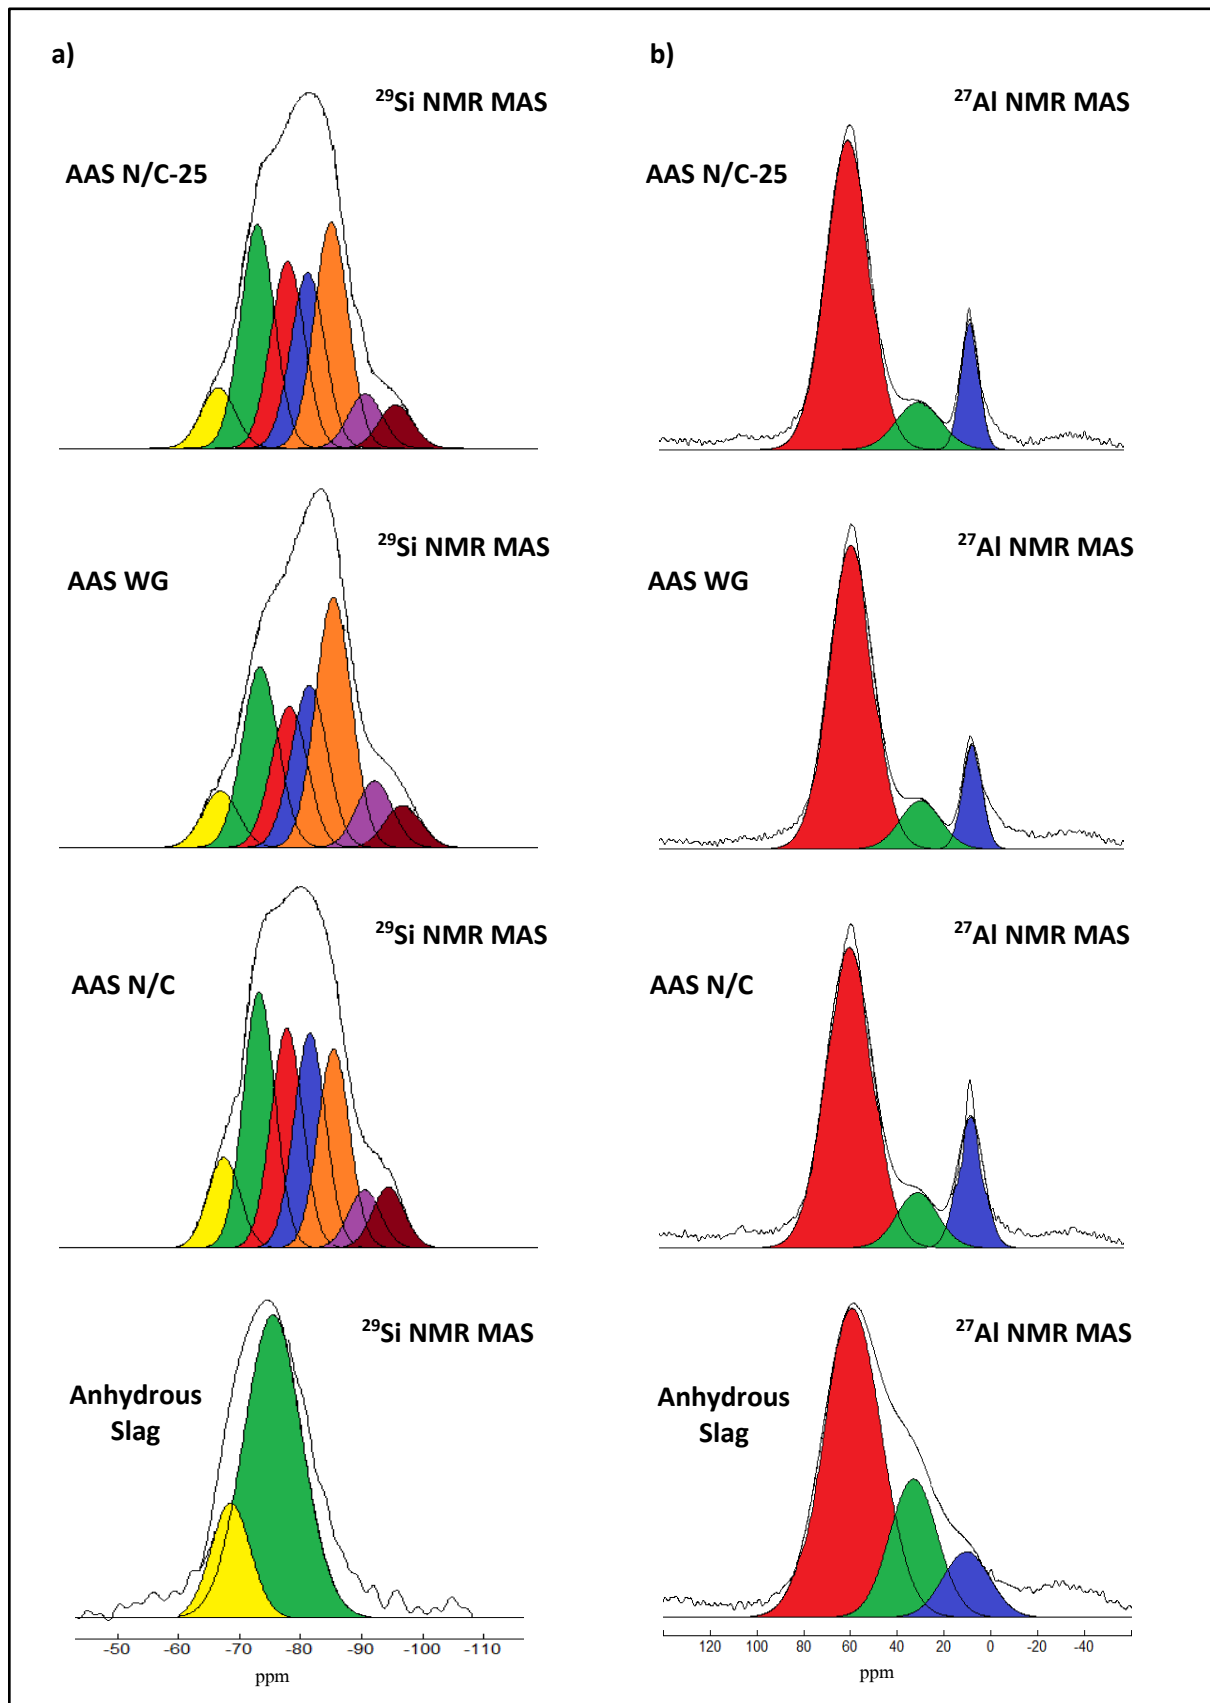 a)
²⁹Si NMR MAS
AAS N/C-25
²⁹Si NMR MAS
AAS WG
²⁹Si NMR MAS
AAS N/C
²⁹Si NMR MAS
Anhydrous
Slag
-50 -60 -70 -80 -90 -100 -110
ppm
b)
²⁷Al NMR MAS
AAS N/C-25
²⁷Al NMR MAS
AAS WG
²⁷Al NMR MAS
AAS N/C
²⁷Al NMR MAS
Anhydrous
Slag
120 100 80 60 40 20 0 -20 -40
ppm